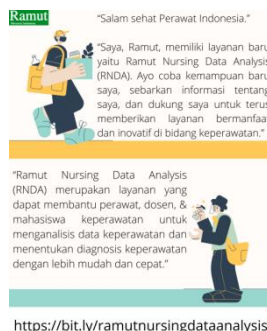 Ramut
"Salam sehat Perawat Indonesia."
"Saya, Ramut, memiliki layanan baru
yaitu Ramut Nursing Data Analysis
(RNDA). Ayo coba kemampuan baru
saya, sebarkan informasi tentang
saya, dan dukung saya untuk terus
memberikan layanan bermanfaat
dan inovatif di bidang keperawatan."
"Ramut Nursing Data Analysis
(RNDA) merupakan layanan yang
dapat membantu perawat, dosen, &
mahasiswa keperawatan untuk
menganalisis data keperawatan dan
menentukan diagnosis keperawatan
dengan lebih mudah dan cepat."
https://bit.ly/ramutnursingdataanalysis